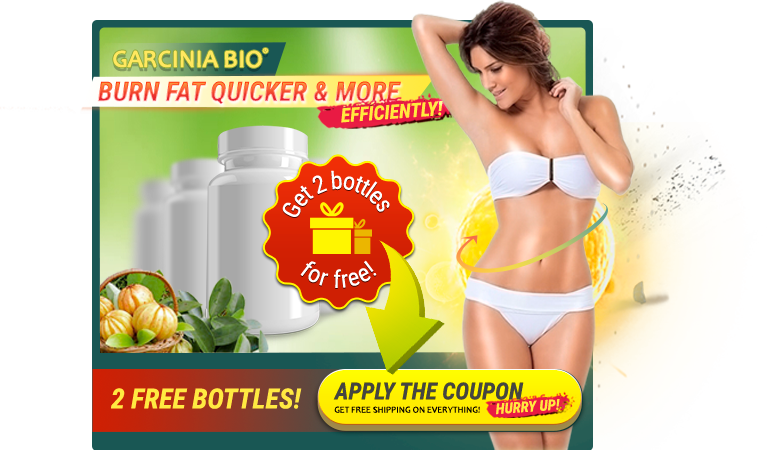 GARCINIA BIO®
BURN FAT QUICKER & MORE
EFFICIENTLY!
Get 2 bottles
for free!
2 FREE BOTTLES!
APPLY THE COUPON
GET FREE SHIPPING ON EVERYTHING!
HURRY UP!